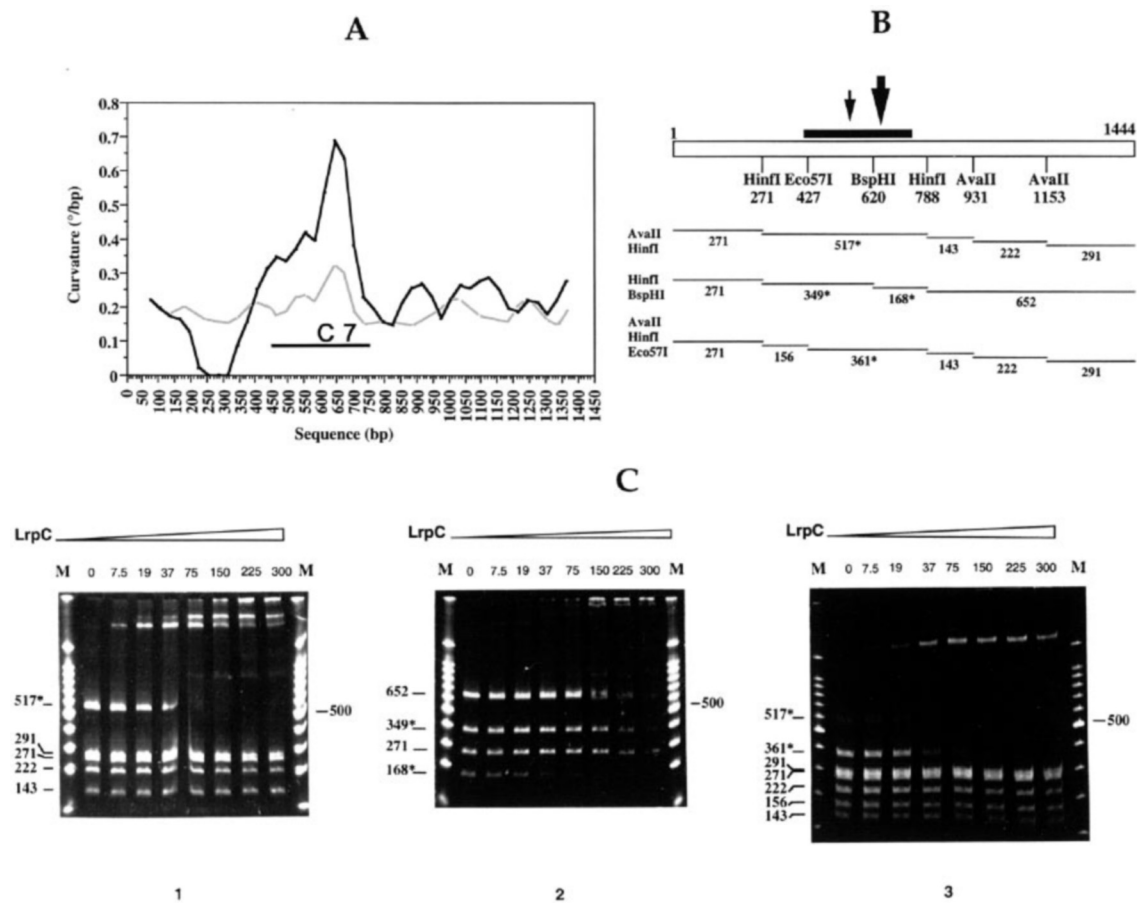 A
Curvature (°/bp)
0.8
0.7
0.6
0.5
0.4
0.3
0.2
0.1
0
C 7
0 50 100 150 200 250 300 350 400 450 500 550 600 650 700 750 800 850 900 950 1000 1050 1100 1150 1200 1250 1300 1350 1400 1450
Sequence (bp)
B
1 1444
HinfI Eco57I BspHI HinfI AvaII AvaII
271 427 620 788 931 1153
AvaII
HinfI
271 517* 143 222 291
HinfI
BspHI
271 349* 168* 652
AvaII
HinfI
Eco57I
271 156 361* 143 222 291
C
LrpC
M 0 7.5 19 37 75 150 225 300 M
517*
291
271
222
143
–500
1
LrpC
M 0 7.5 19 37 75 150 225 300 M
652
349*
271
168*
–500
2
LrpC
M 0 7.5 19 37 75 150 225 300 M
517*
361*
291
271
222
156
143
–500
3